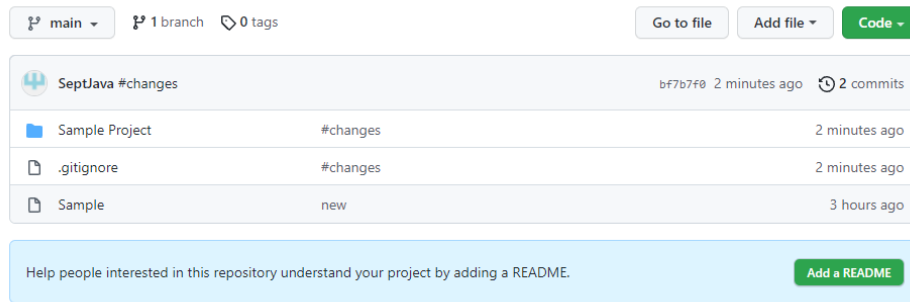 main 1 branch 0 tags Go to file Add file Code
SeptJava #changes bf7b7f0 2 minutes ago 2 commits
Sample Project #changes 2 minutes ago
.gitignore #changes 2 minutes ago
Sample new 3 hours ago
Help people interested in this repository understand your project by adding a README. Add a README